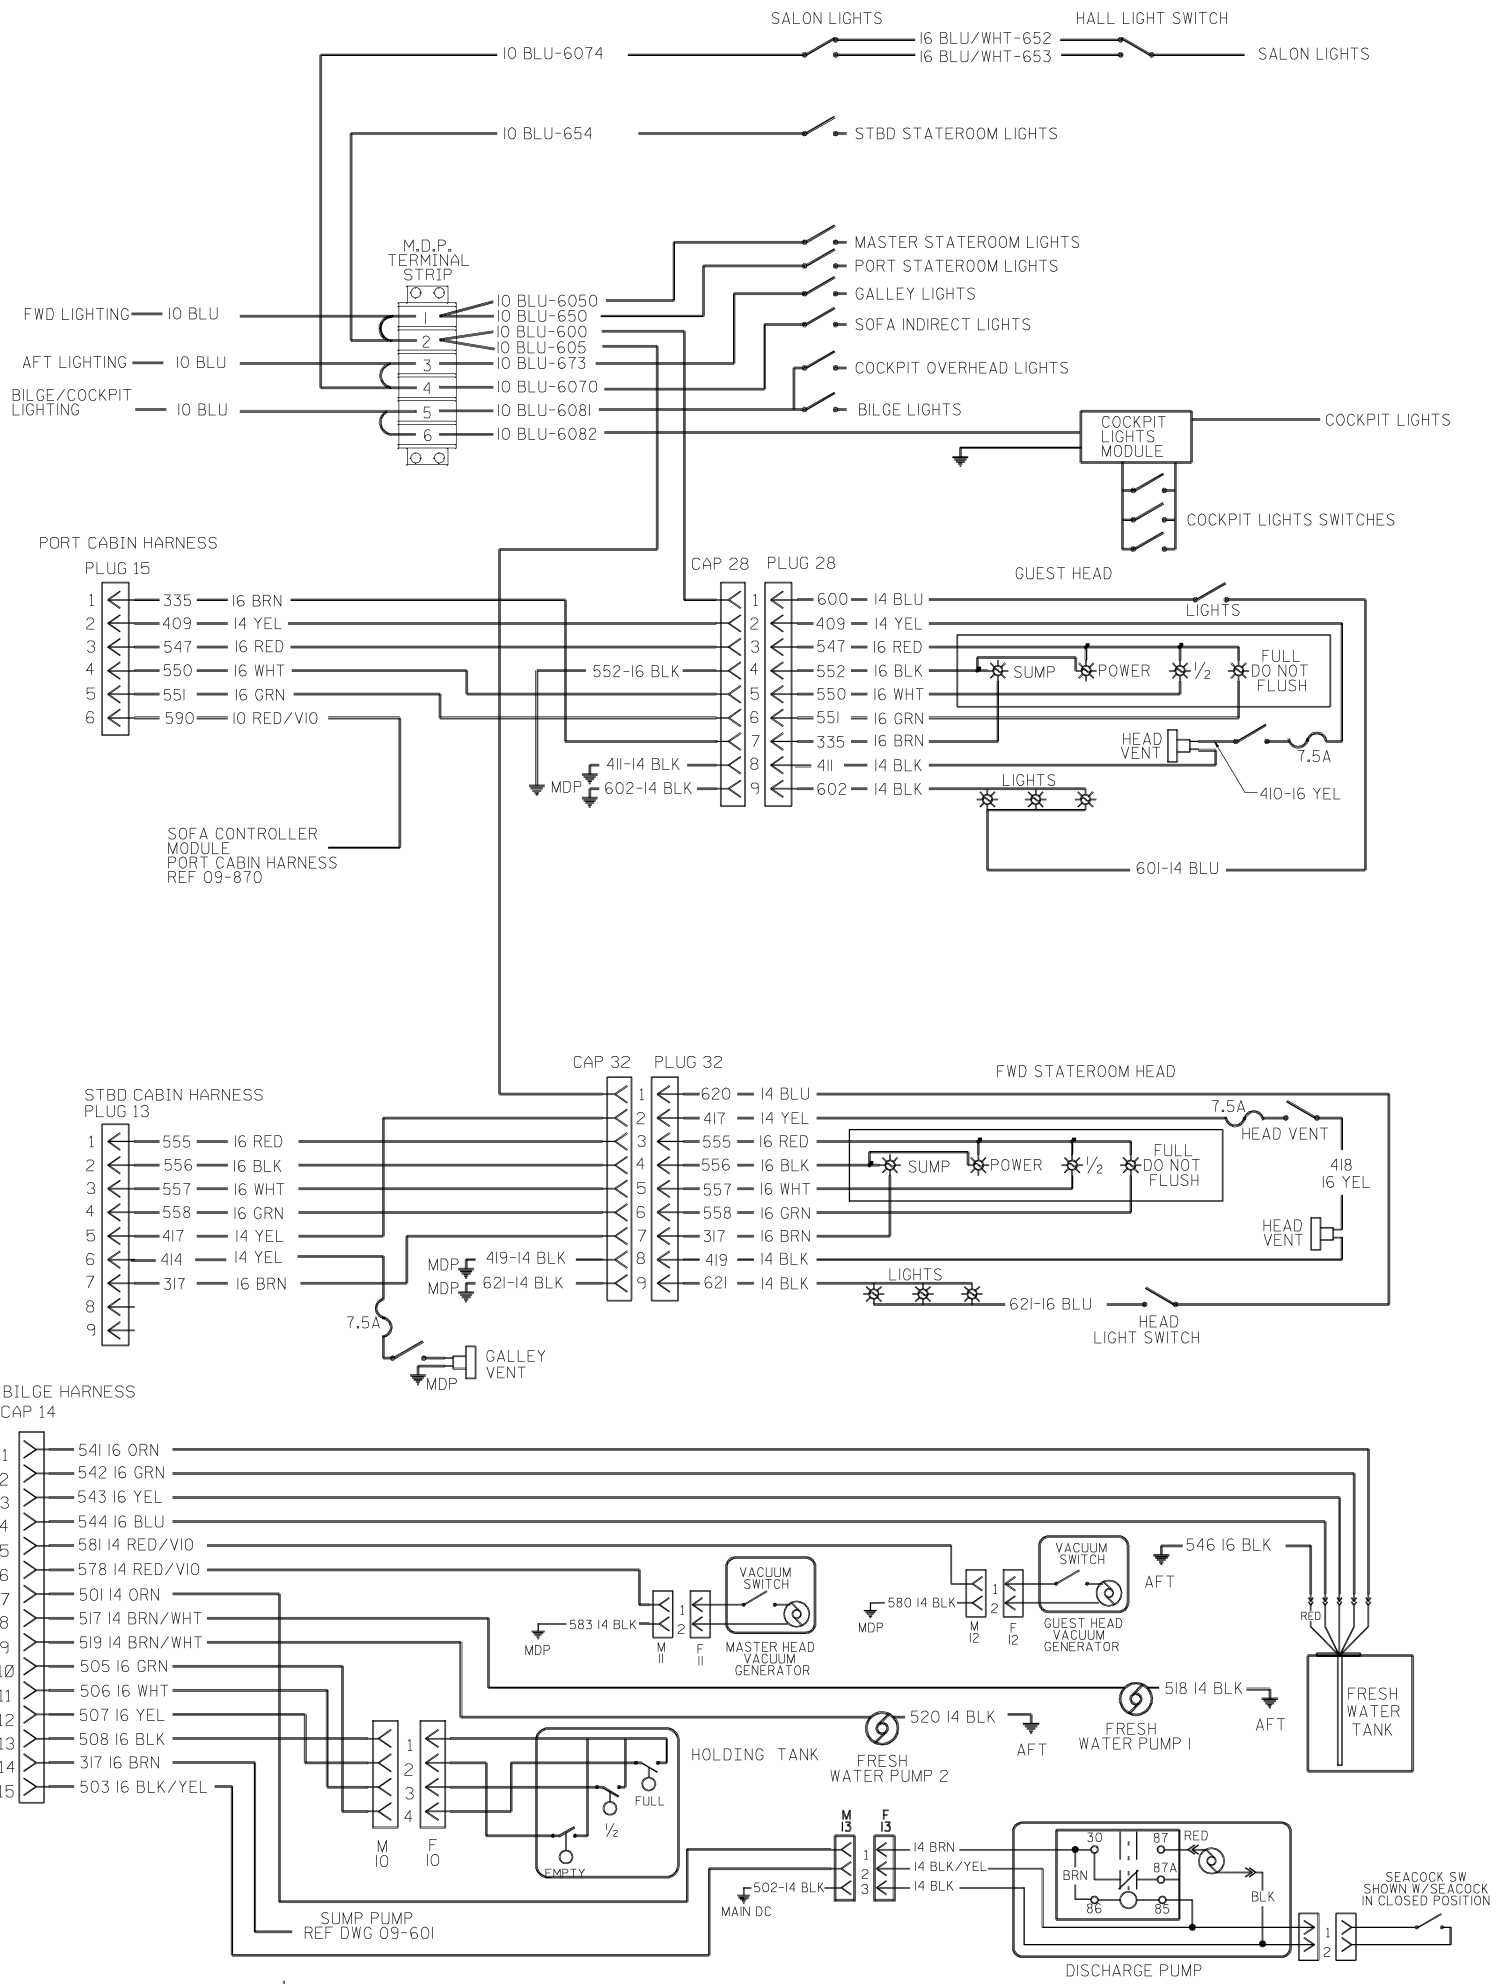 SALON LIGHTS
HALL LIGHT SWITCH
10 BLU-6074
16 BLU/WHT-652
16 BLU/WHT-653
SALON LIGHTS
10 BLU-654
STBD STATEROOM LIGHTS
M.D.P.
TERMINAL
STRIP
MASTER STATEROOM LIGHTS
PORT STATEROOM LIGHTS
GALLEY LIGHTS
SOFA INDIRECT LIGHTS
COCKPIT OVERHEAD LIGHTS
BILGE LIGHTS
FWD LIGHTING
10 BLU
AFT LIGHTING
10 BLU
BILGE/COCKPIT
LIGHTING
10 BLU
1
2
3
4
5
6
10 BLU-6050
10 BLU-650
10 BLU-600
10 BLU-605
10 BLU-673
10 BLU-6070
10 BLU-6081
10 BLU-6082
COCKPIT
LIGHTS
MODULE
COCKPIT LIGHTS
COCKPIT LIGHTS SWITCHES
PORT CABIN HARNESS
PLUG 15
1 335 16 BRN
2 409 14 YEL
3 547 16 RED
4 550 16 WHT
5 551 16 GRN
6 590 10 RED/VIO
SOFA CONTROLLER
MODULE
PORT CABIN HARNESS
REF 09-870
CAP 28
PLUG 28
GUEST HEAD
552-16 BLK
411-14 BLK
MDP
602-14 BLK
1 600 14 BLU
2 409 14 YEL
3 547 16 RED
4 552 16 BLK
5 550 16 WHT
6 551 16 GRN
7 335 16 BRN
8 411 14 BLK
9 602 14 BLK
LIGHTS
SUMP
POWER
1/2
FULL
DO NOT
FLUSH
HEAD
VENT
7.5A
LIGHTS
410-16 YEL
601-14 BLU
CAP 32
PLUG 32
FWD STATEROOM HEAD
STBD CABIN HARNESS
PLUG 13
1 555 16 RED
2 556 16 BLK
3 557 16 WHT
4 558 16 GRN
5 417 14 YEL
6 414 14 YEL
7 317 16 BRN
8
9
MDP
419-14 BLK
MDP
621-14 BLK
1 620 14 BLU
2 417 14 YEL
3 555 16 RED
4 556 16 BLK
5 557 16 WHT
6 558 16 GRN
7 317 16 BRN
8 419 14 BLK
9 621 14 BLK
7.5A
HEAD VENT
SUMP
POWER
1/2
FULL
DO NOT
FLUSH
418
16 YEL
HEAD
VENT
LIGHTS
621-16 BLU
HEAD
LIGHT SWITCH
7.5A
GALLEY
VENT
MDP
BILGE HARNESS
CAP 14
1 541 16 ORN
2 542 16 GRN
3 543 16 YEL
4 544 16 BLU
5 581 14 RED/VIO
6 578 14 RED/VIO
7 501 14 ORN
8 517 14 BRN/WHT
9 519 14 BRN/WHT
10 505 16 GRN
11 506 16 WHT
12 507 16 YEL
13 508 16 BLK
14 317 16 BRN
15 503 16 BLK/YEL
VACUUM
SWITCH
583 14 BLK
MDP
1
2
M
11
F
11
MASTER HEAD
VACUUM
GENERATOR
VACUUM
SWITCH
580 14 BLK
MDP
1
2
M
12
F
12
GUEST HEAD
VACUUM
GENERATOR
546 16 BLK
AFT
RED
FRESH
WATER
TANK
518 14 BLK
AFT
FRESH
WATER PUMP 1
520 14 BLK
AFT
FRESH
WATER PUMP 2
HOLDING TANK
1
2
3
4
M
10
F
10
FULL
1/2
EMPTY
SUMP PUMP
REF DWG 09-601
M
13
F
13
1
2
3
502-14 BLK
MAIN DC
14 BRN
14 BLK/YEL
14 BLK
30
87
RED
87A
BRN
86
85
BLK
DISCHARGE PUMP
1
2
SEACOCK SW
SHOWN W/SEACOCK
IN CLOSED POSITION